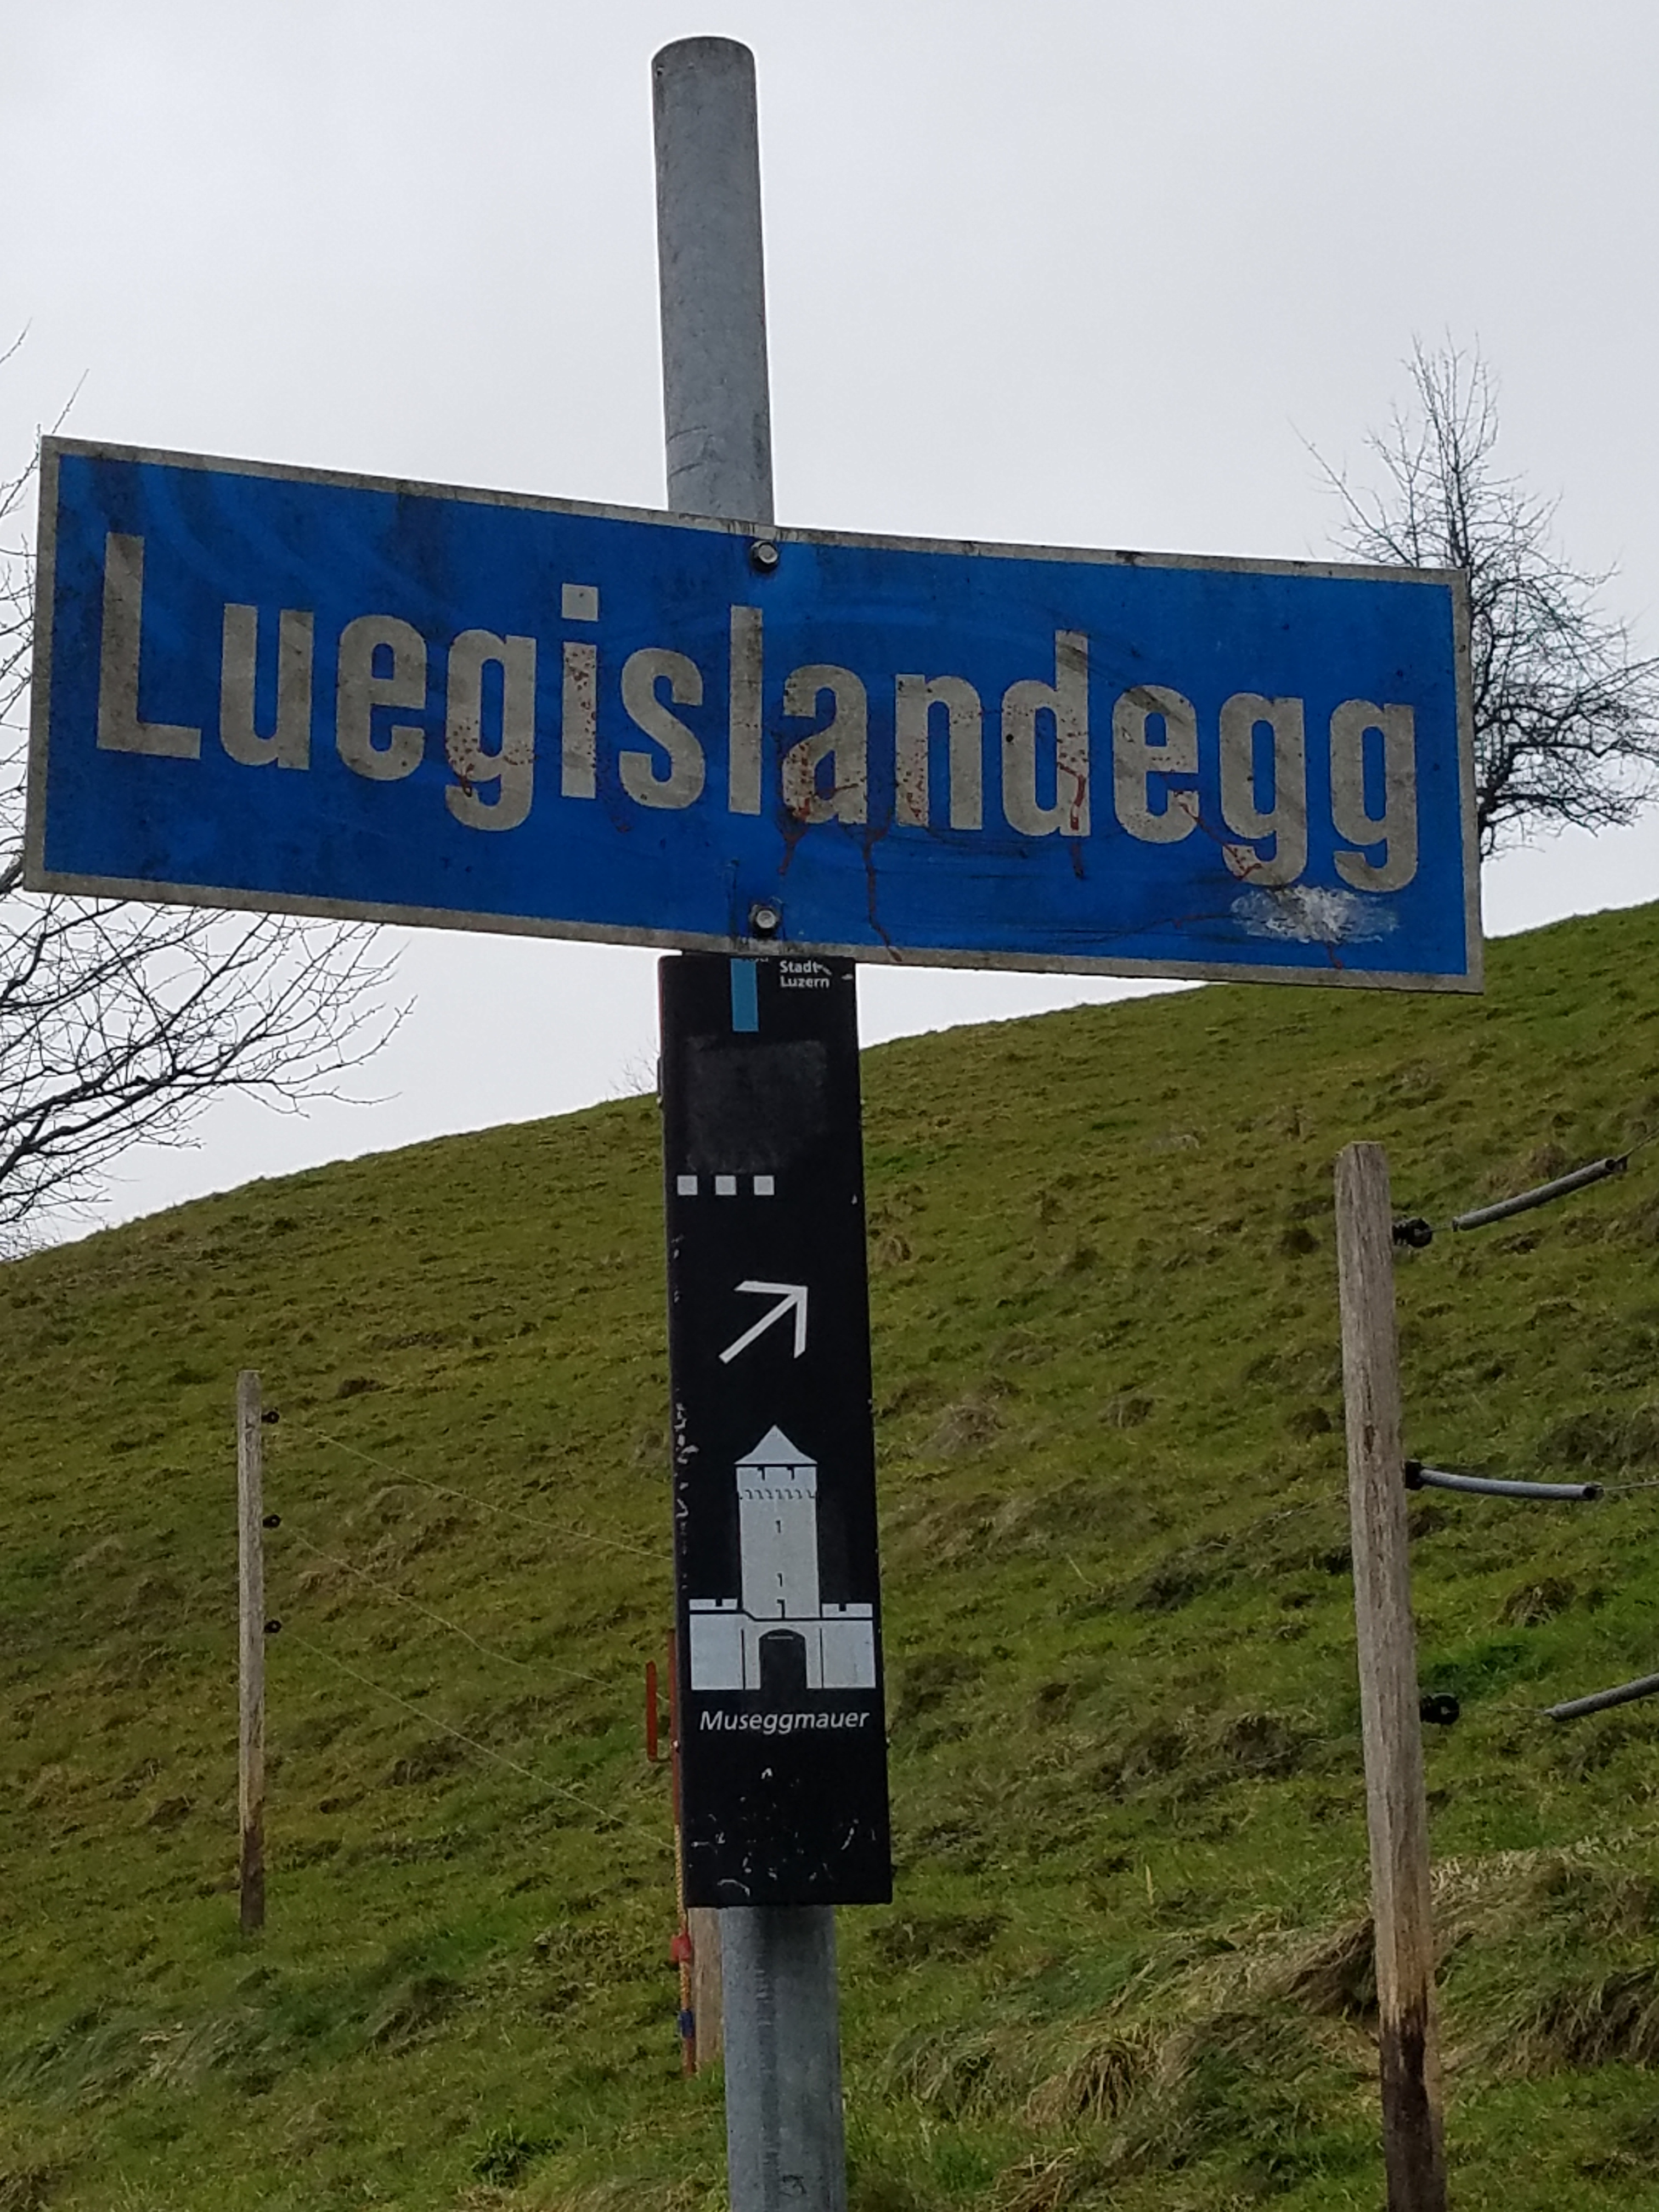 Luegislandegg
Stadt
Luzern
Museggmauer